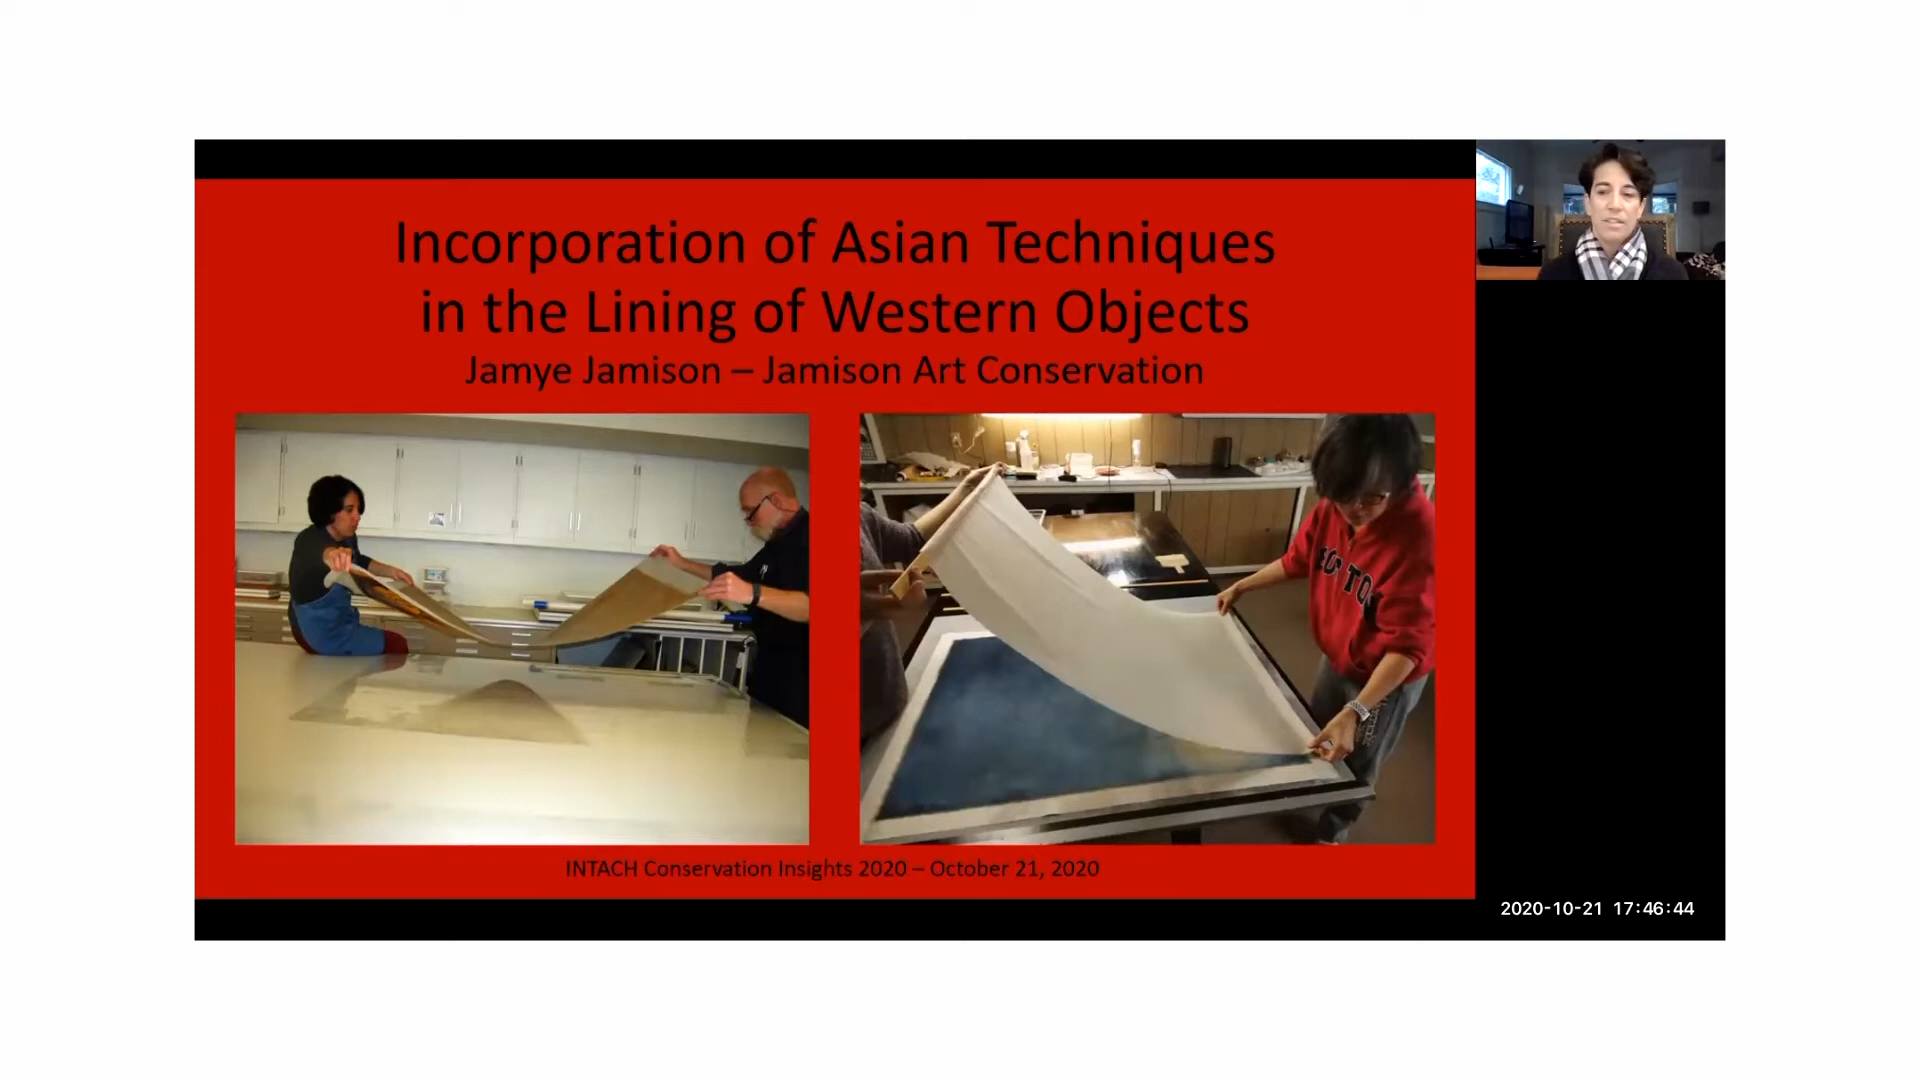 Incorporation of Asian Techniques
in the Lining of Western Objects
Jamye Jamison – Jamison Art Conservation
INTACH Conservation Insights 2020 – October 21, 2020
2020-10-21 17:46:44